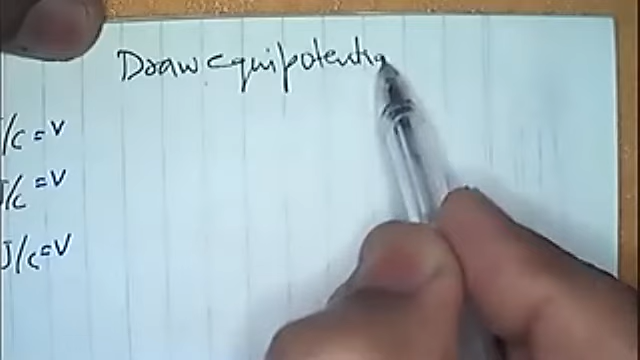 Draw equipotentia
/C = V
J/C = V
J/C = V